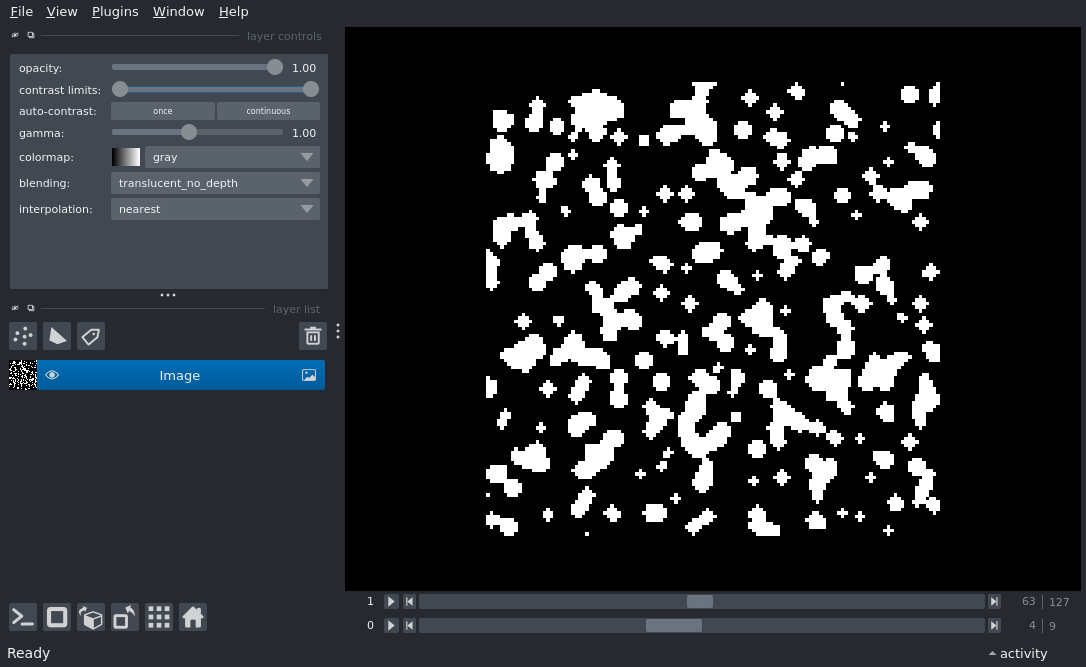 File View Plugins Window Help
layer controls
opacity: 1.00
contrast limits:
auto-contrast: once continuous
gamma: 1.00
colormap: gray
blending: translucent_no_depth
interpolation: nearest
layer list
Image
1 63 | 127
0 4 | 9
Ready activity